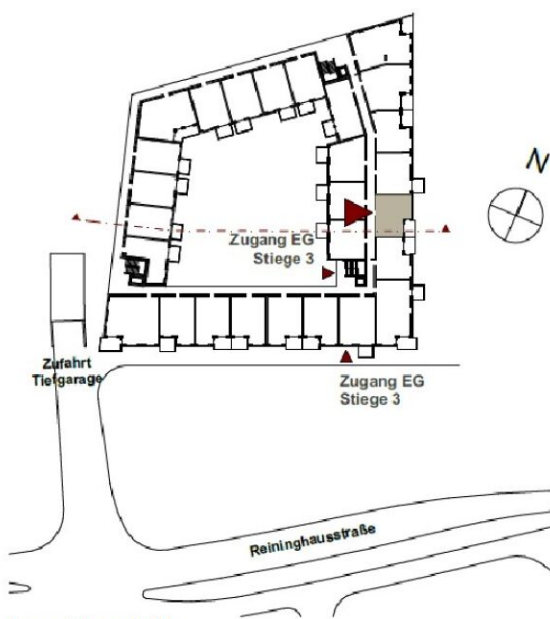 N
Zugang EG
Stiege 3
Zufahrt
Tiefgarage
Zugang EG
Stiege 3
Reininghausstraße